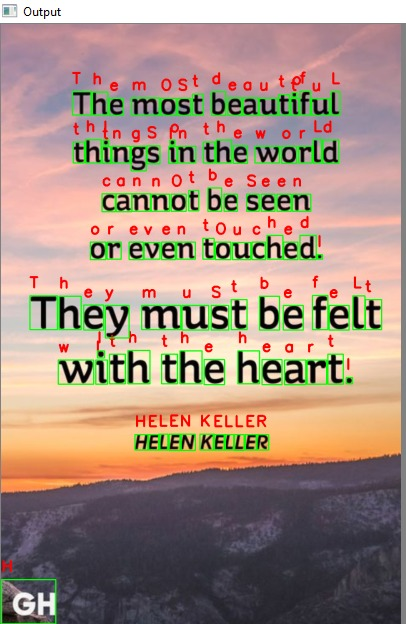 Output
T h e m O S t
The most beautiful
t h e w o r L d
things in the world
c a n n O t b e S e e n
cannot be seen
o r e v e n t O u c h e d !
or even touched.
T h e y m u S t b e f e L t
They must be felt
t h e h e a r t !
with the heart.
HELEN KELLER
HELEN KELLER
H
GH